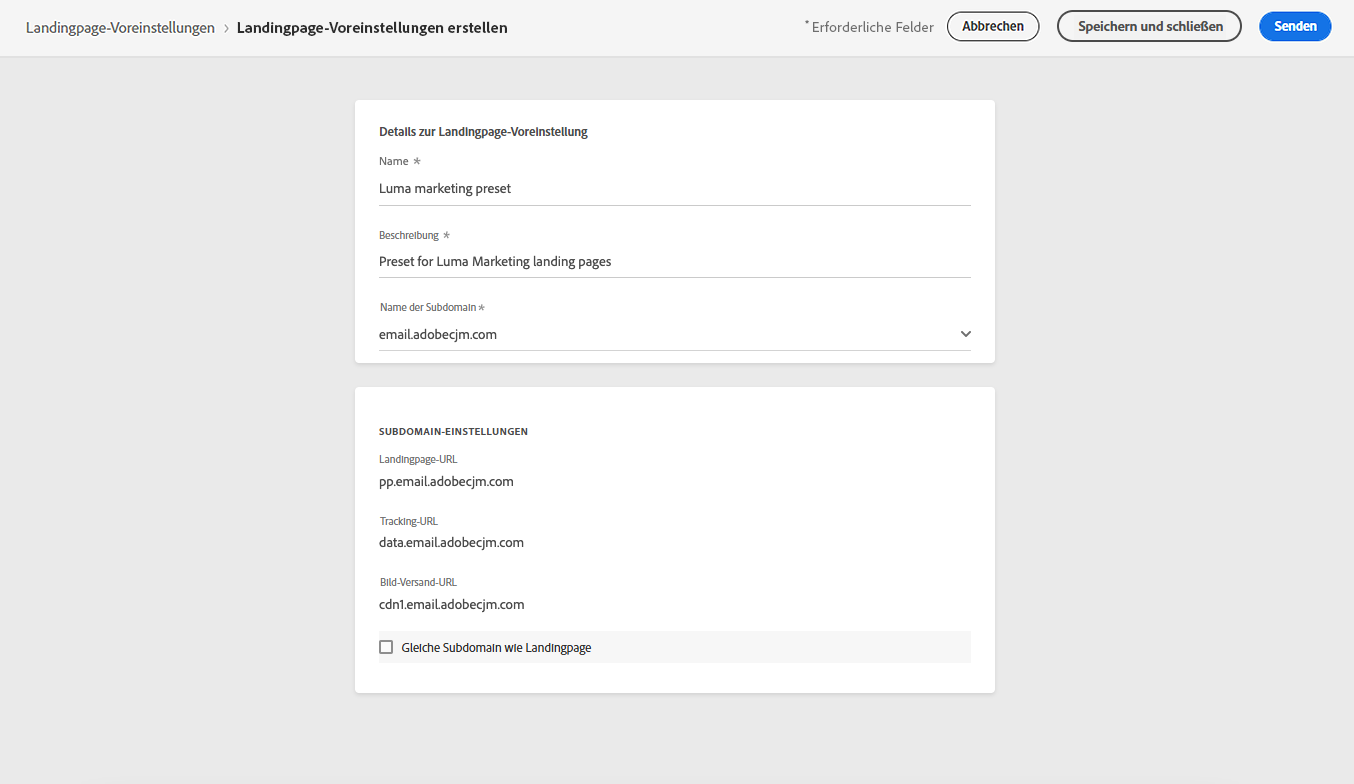 Landingpage-Voreinstellungen › Landingpage-Voreinstellungen erstellen * Erforderliche Felder Abbrechen Speichern und schließen Senden
Details zur Landingpage-Voreinstellung
Name *
Luma marketing preset
Beschreibung *
Preset for Luma Marketing landing pages
Name der Subdomain *
email.adobecjm.com
SUBDOMAIN-EINSTELLUNGEN
Landingpage-URL
pp.email.adobecjm.com
Tracking-URL
data.email.adobecjm.com
Bild-Versand-URL
cdn1.email.adobecjm.com
Gleiche Subdomain wie Landingpage